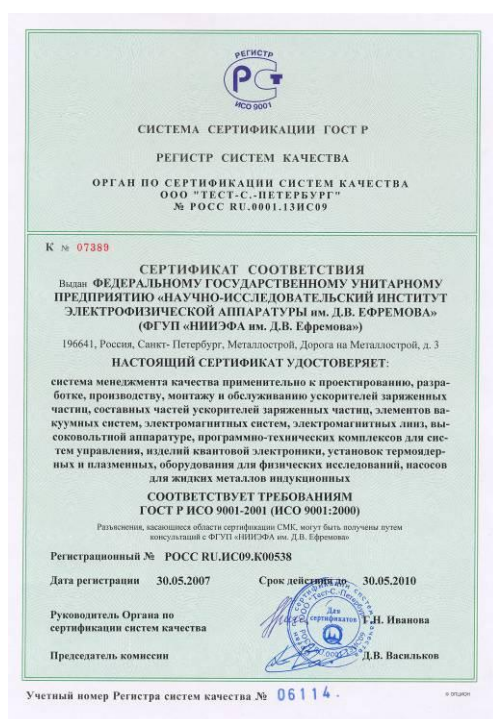 РЕГИСТР
РСТ
ИСО 9001
СИСТЕМА СЕРТИФИКАЦИИ ГОСТ Р
РЕГИСТР СИСТЕМ КАЧЕСТВА
ОРГАН ПО СЕРТИФИКАЦИИ СИСТЕМ КАЧЕСТВА
ООО "ТЕСТ-С.-ПЕТЕРБУРГ"
№ РОСС RU.0001.13ИС09
К № 07389
СЕРТИФИКАТ СООТВЕТСТВИЯ
Выдан ФЕДЕРАЛЬНОМУ ГОСУДАРСТВЕННОМУ УНИТАРНОМУ
ПРЕДПРИЯТИЮ «НАУЧНО-ИССЛЕДОВАТЕЛЬСКИЙ ИНСТИТУТ
ЭЛЕКТРОФИЗИЧЕСКОЙ АППАРАТУРЫ им. Д.В. ЕФРЕМОВА»
(ФГУП «НИИЭФА им. Д.В. Ефремова»)
196641, Россия, Санкт- Петербург, Металлострой, Дорога на Металлострой, д. 3
НАСТОЯЩИЙ СЕРТИФИКАТ УДОСТОВЕРЯЕТ:
система менеджмента качества применительно к проектированию, разра-
ботке, производству, монтажу и обслуживанию ускорителей заряженных
частиц, составных частей ускорителей заряженных частиц, элементов ва-
куумных систем, электромагнитных систем, электромагнитных линз, вы-
соковольтной аппаратуре, программно-технических комплексов для сис-
тем управления, изделий квантовой электроники, установок термоядер-
ных и плазменных, оборудования для физических исследований, насосов
для жидких металлов индукционных
СООТВЕТСТВУЕТ ТРЕБОВАНИЯМ
ГОСТ Р ИСО 9001-2001 (ИСО 9001:2000)
Разъяснения, касающиеся области сертификации СМК, могут быть получены путем
консультаций с ФГУП «НИИЭФА им. Д.В. Ефремова»
Регистрационный № РОСС RU.ИС09.К00538
Дата регистрации 30.05.2007 Срок действия до 30.05.2010
Руководитель Органа по
сертификации систем качества Г.Н. Иванова
Для
сертификатов
Председатель комиссии Д.В. Васильков
Учетный номер Регистра систем качества № 06114.